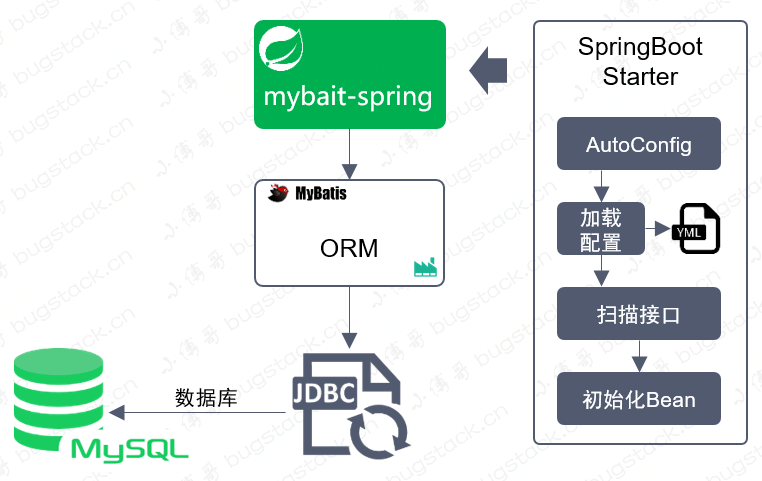 mybait-spring
MyBatis
ORM
JDBC
数据库
MySQL
SpringBoot
Starter
AutoConfig
加载
配置
YML
扫描接口
初始化Bean
小傅哥 bugstack.cn